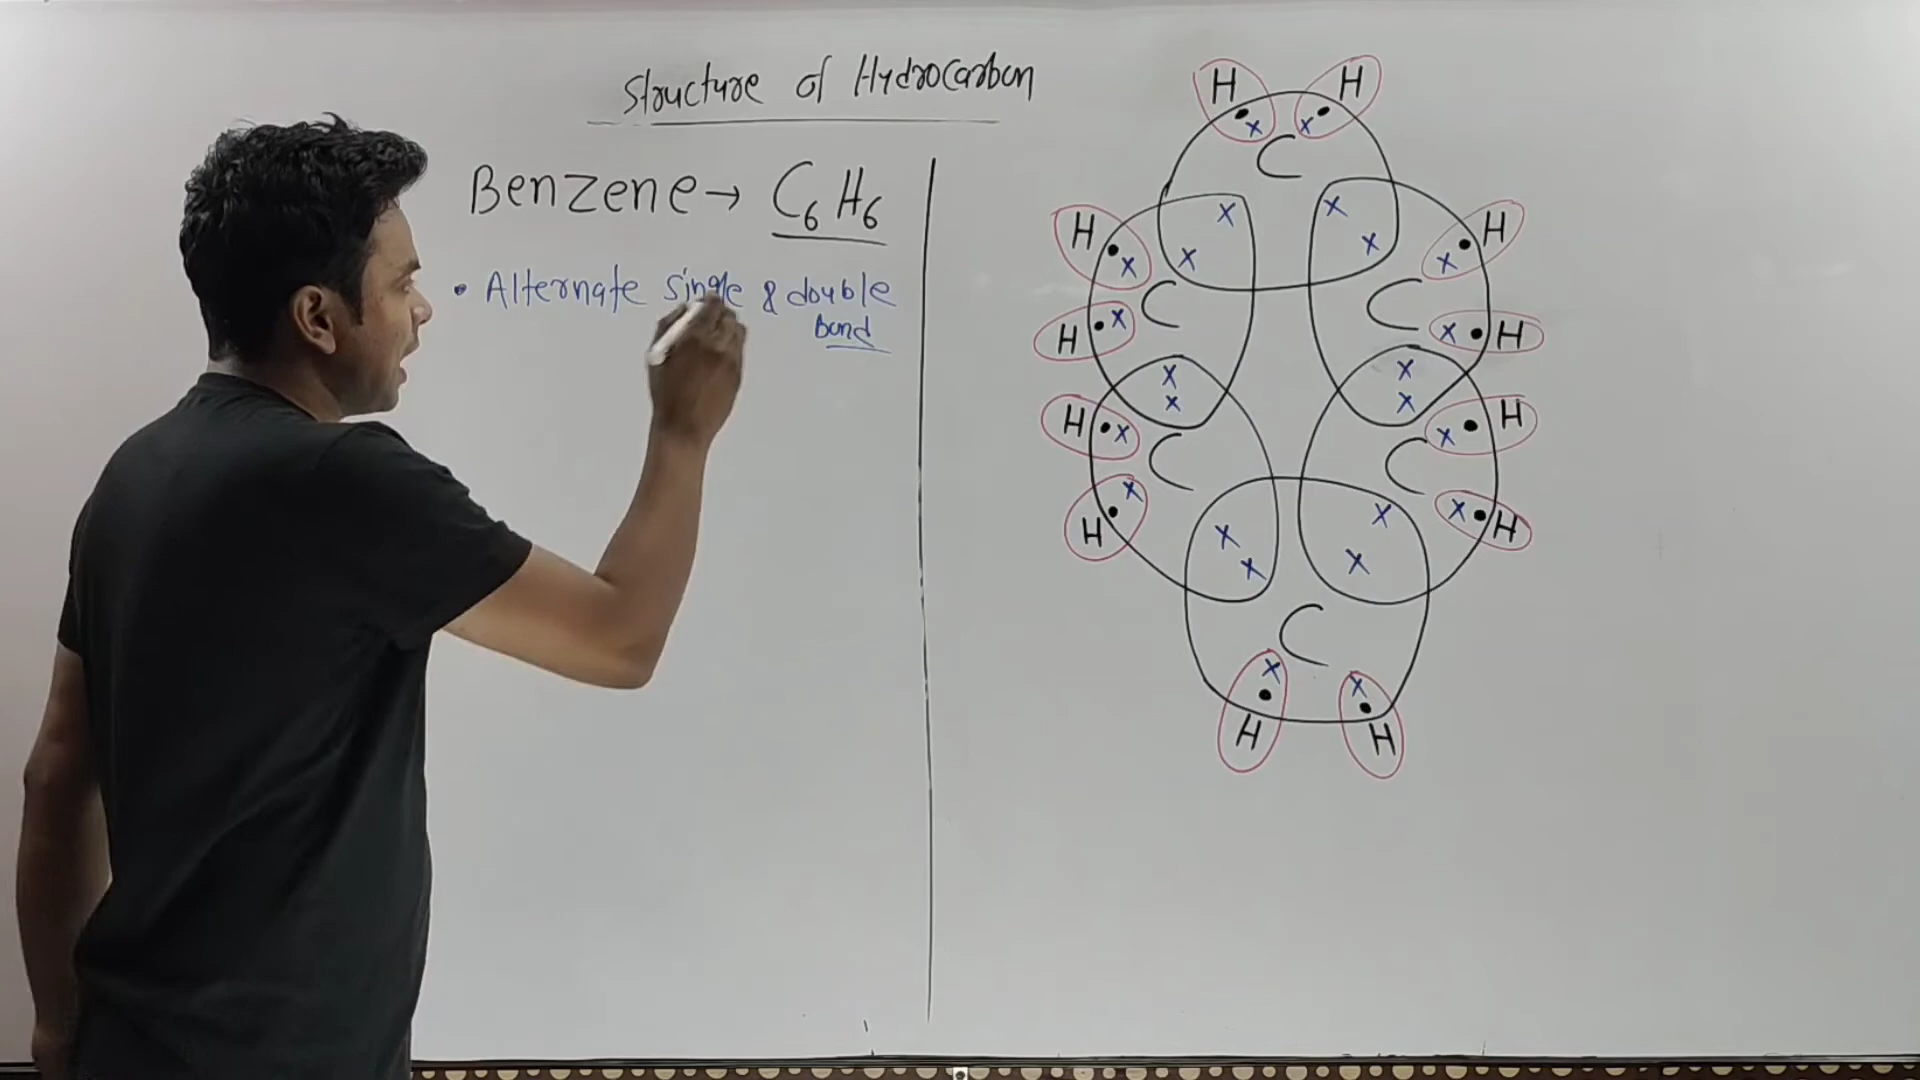 Structure of Hydrocarbon
Benzene → C₆H₆
• Alternate single & double
Bond
H H
x x
C
H x x x x H
x x x x
H x C C x H
x x
x x
H x C C x H
H x x H
x x x x
C
x x
H H